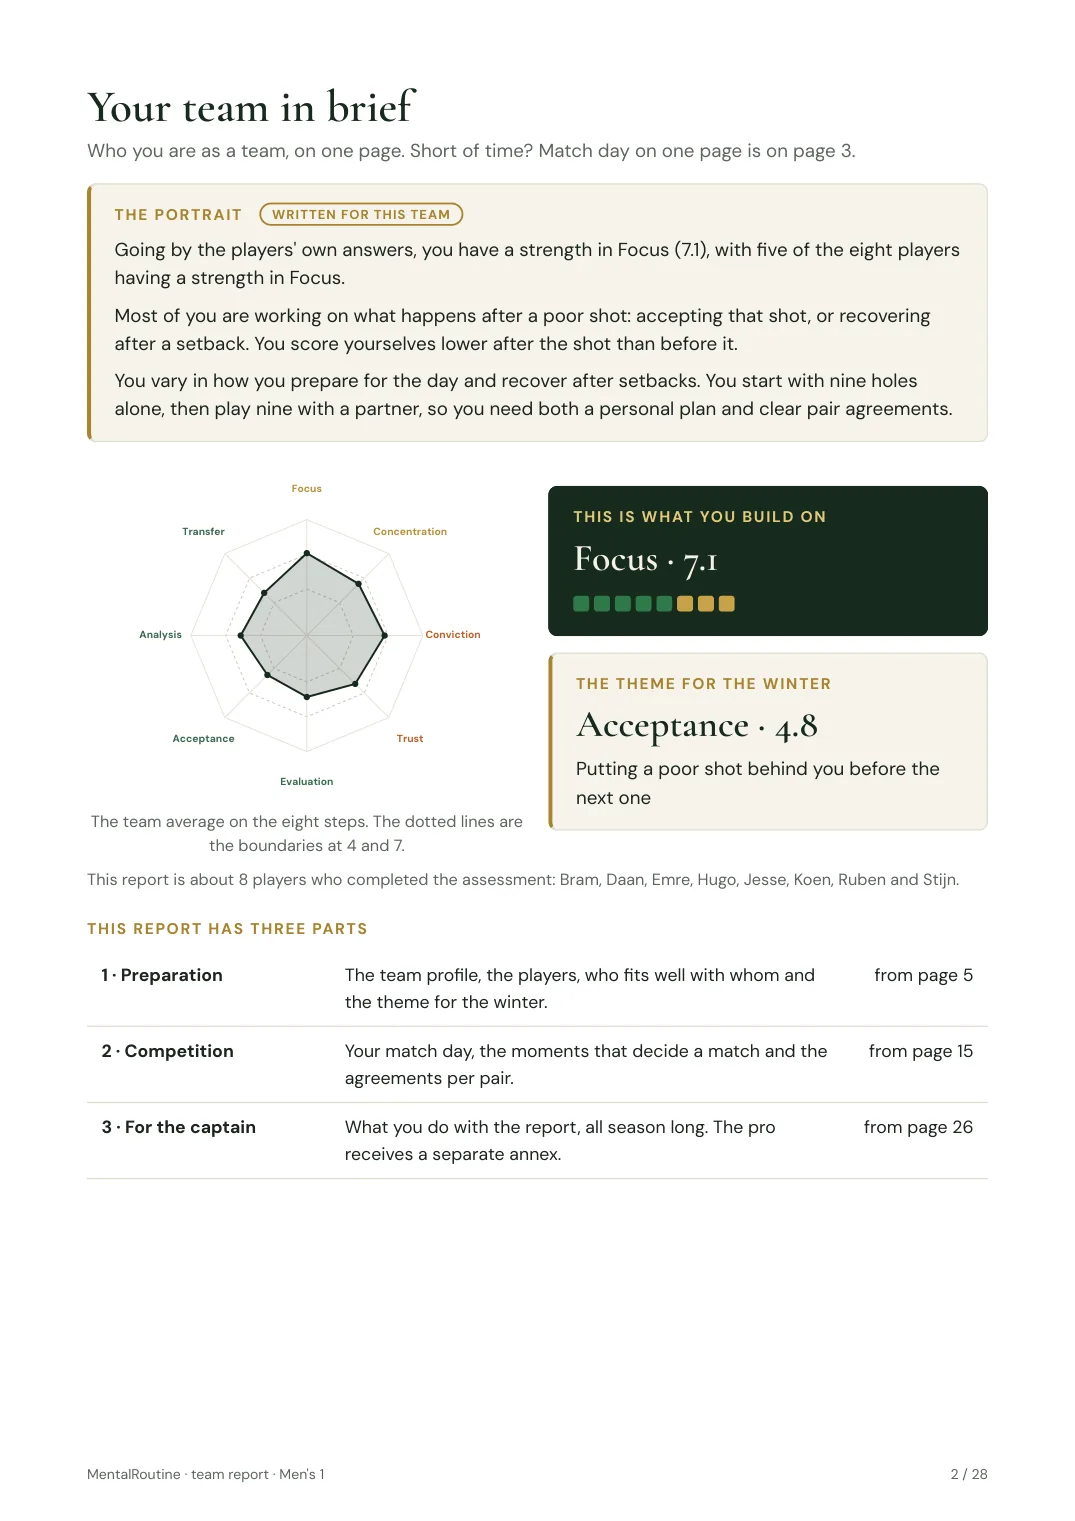 Your team in brief
Who you are as a team, on one page. Short of time? Match day on one page is on page 3.
THE PORTRAIT WRITTEN FOR THIS TEAM
Going by the players' own answers, you have a strength in Focus (7.1), with five of the eight players
having a strength in Focus.
Most of you are working on what happens after a poor shot: accepting that shot, or recovering
after a setback. You score yourselves lower after the shot than before it.
You vary in how you prepare for the day and recover after setbacks. You start with nine holes
alone, then play nine with a partner, so you need both a personal plan and clear pair agreements.
Focus
Concentration
Conviction
Trust
Evaluation
Acceptance
Analysis
Transfer
The team average on the eight steps. The dotted lines are
the boundaries at 4 and 7.
THIS IS WHAT YOU BUILD ON
Focus · 7.1
THE THEME FOR THE WINTER
Acceptance · 4.8
Putting a poor shot behind you before the
next one
This report is about 8 players who completed the assessment: Bram, Daan, Emre, Hugo, Jesse, Koen, Ruben and Stijn.
THIS REPORT HAS THREE PARTS
1 · Preparation
The team profile, the players, who fits well with whom and
the theme for the winter.
from page 5
2 · Competition
Your match day, the moments that decide a match and the
agreements per pair.
from page 15
3 · For the captain
What you do with the report, all season long. The pro
receives a separate annex.
from page 26
MentalRoutine · team report · Men's 1
2 / 28